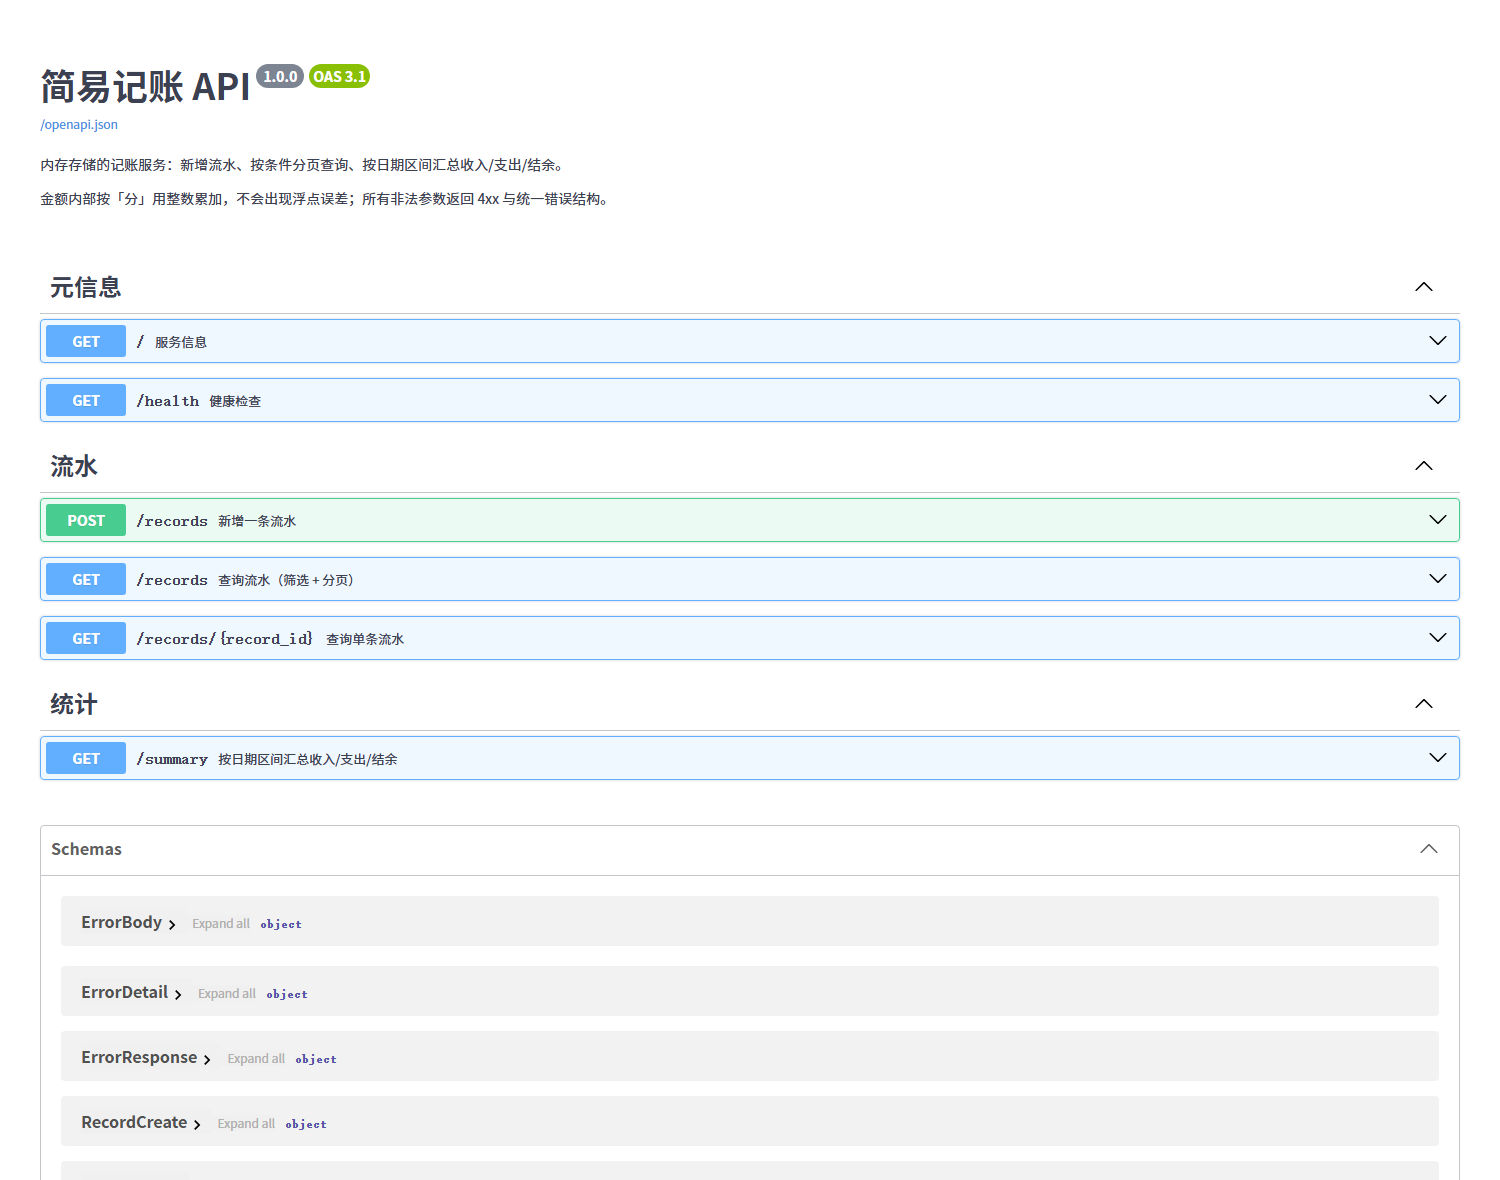 简易记账 API 1.0.0 OAS 3.1
/openapi.json
内存存储的记账服务：新增流水、按条件分页查询、按日期区间汇总收入/支出/结余。
金额内部按「分」用整数累加，不会出现浮点误差；所有非法参数返回 4xx 与统一错误结构。
元信息
GET / 服务信息
GET /health 健康检查
流水
POST /records 新增一条流水
GET /records 查询流水（筛选 + 分页）
GET /records/{record_id} 查询单条流水
统计
GET /summary 按日期区间汇总收入/支出/结余
Schemas
ErrorBody Expand all object
ErrorDetail Expand all object
ErrorResponse Expand all object
RecordCreate Expand all object